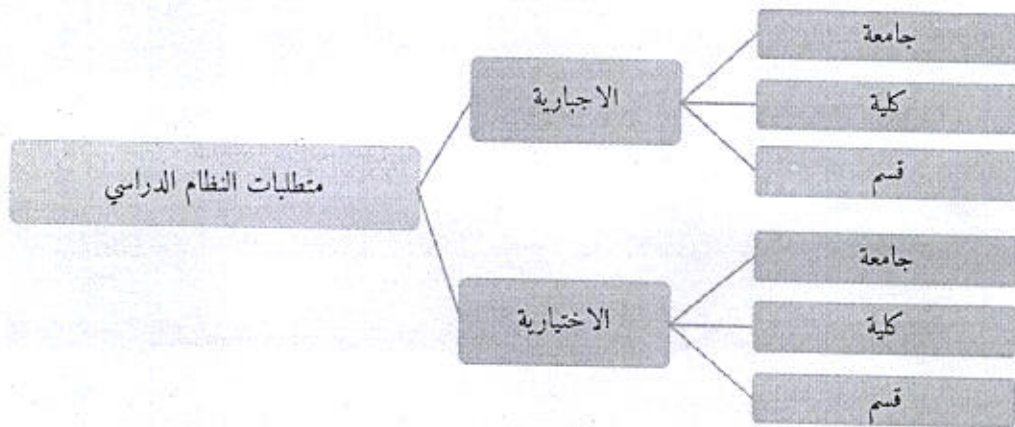 متطلبات النظام الدراسي
الاجبارية
جامعة
كلية
قسم
الاختيارية
جامعة
كلية
قسم